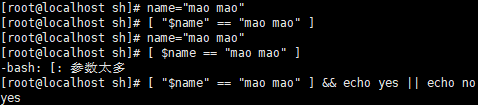 [root@localhost sh]# name="mao mao"
[root@localhost sh]# [ "$name" == "mao mao" ]
[root@localhost sh]# name="mao mao"
[root@localhost sh]# [ $name == "mao mao" ]
-bash: [: 参数太多
[root@localhost sh]# [ "$name" == "mao mao" ] && echo yes || echo no
yes